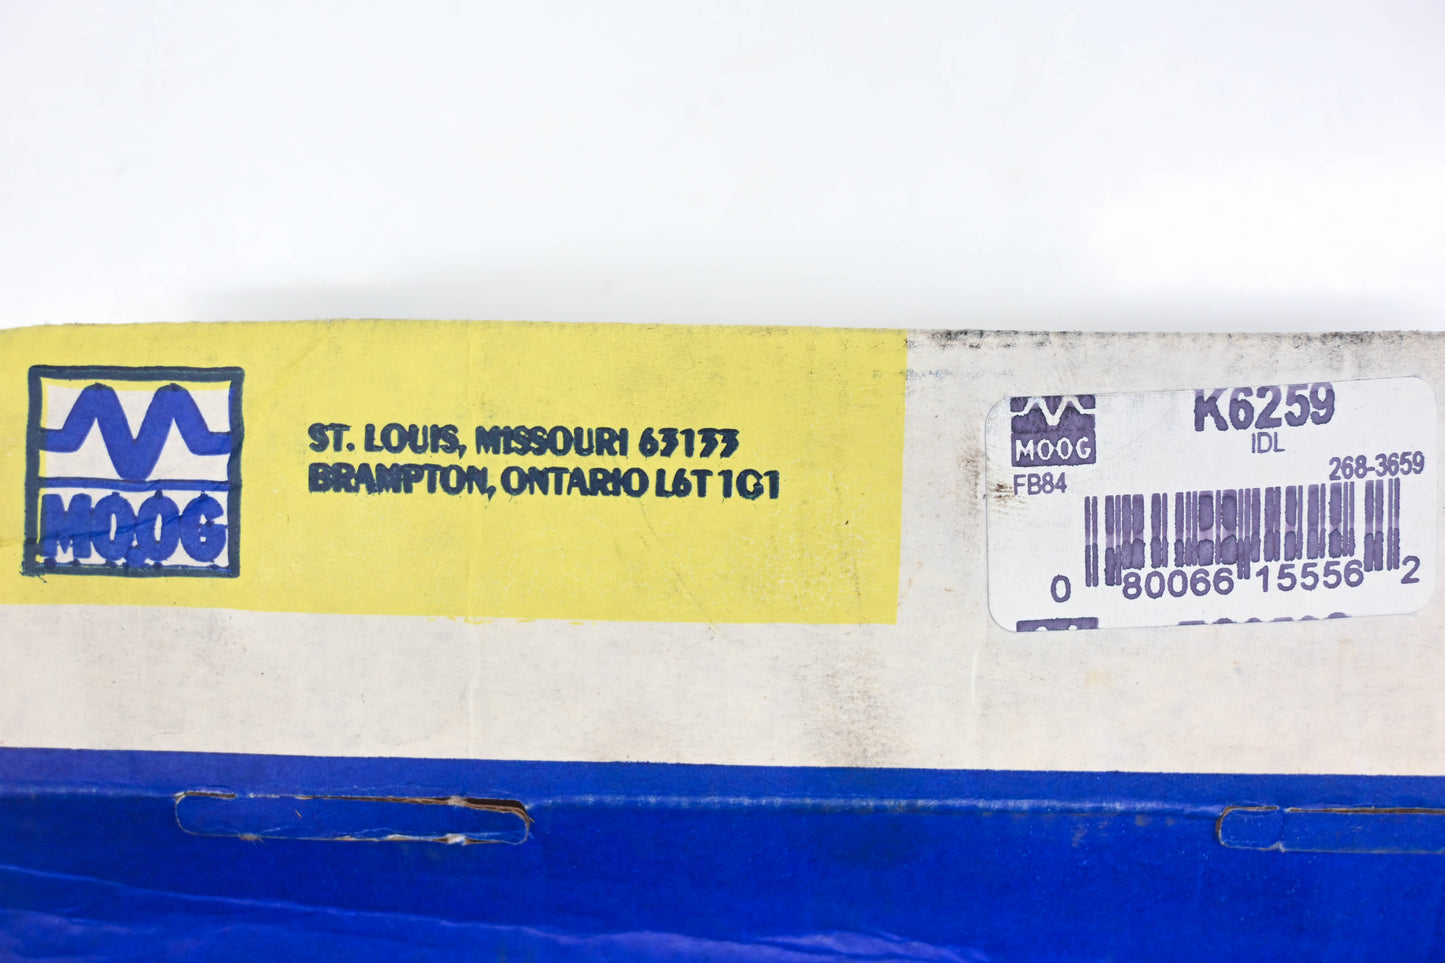 MOOG
ST. LOUIS, MISSOURI 63133
BRAMPTON, ONTARIO L6T 1G1
K6259
IDL
MOOG
FB84
268-3659
0 80066 15556 2